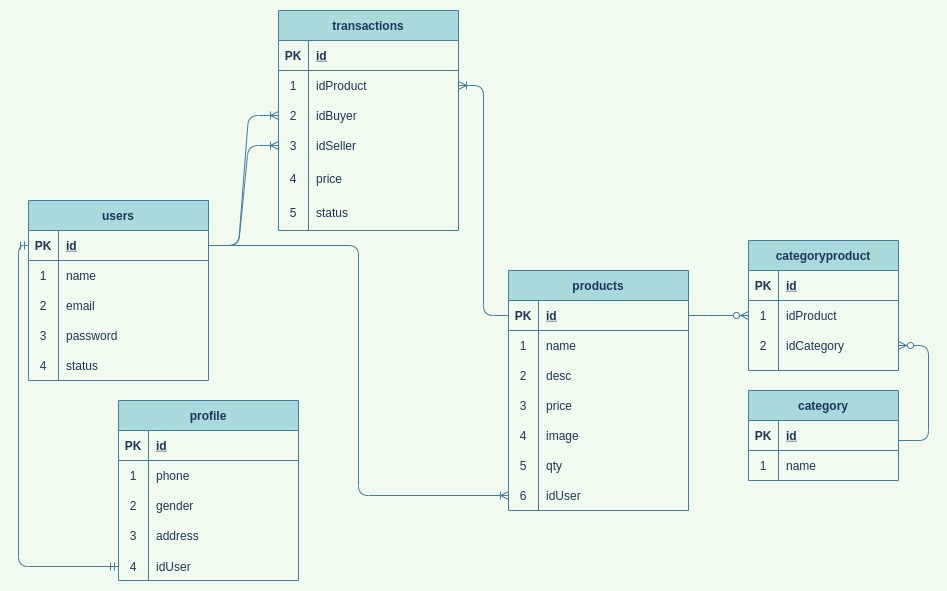 transactions
PK id
1 idProduct
2 idBuyer
3 idSeller
4 price
5 status
users
PK id
1 name
2 email
3 password
4 status
profile
PK id
1 phone
2 gender
3 address
4 idUser
products
PK id
1 name
2 desc
3 price
4 image
5 qty
6 idUser
categoryproduct
PK id
1 idProduct
2 idCategory
category
PK id
1 name